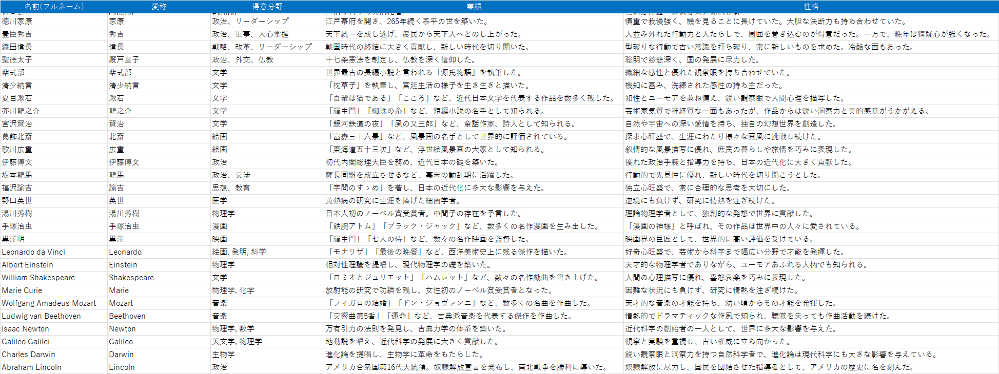 名前(フルネーム) 愛称 得意分野 業績 性格
徳川家康 家康 政治、リーダーシップ 江戸幕府を開き、265年続く泰平の世を築いた。 慎重で我慢強く、機を見ることに長けていた。大胆な決断力も持ち合わせていた。
豊臣秀吉 秀吉 政治、軍事、人心掌握 天下統一を成し遂げ、農民から天下人へとのし上がった。 人並み外れた行動力と人たらしで、周囲を巻き込むのが得意だった。一方で、晩年は猜疑心が強くなった。
織田信長 信長 戦略、改革、リーダーシップ 戦国時代の終結に大きく貢献し、新しい時代を切り開いた。 型破りな行動で古い常識を打ち破り、常に新しいものを求めた。冷酷な面もあった。
聖徳太子 厩戸皇子 政治、外交、仏教 十七条憲法を制定し、仏教を深く信仰した。 聡明で慈悲深く、国の発展に尽力した。
紫式部 紫式部 文学 世界最古の長編小説と言われる「源氏物語」を執筆した。 繊細な感性と優れた観察眼を持ち合わせていた。
清少納言 清少納言 文学 「枕草子」を執筆し、宮廷生活の様子を生き生きと描いた。 機知に富み、洗練された感性の持ち主だった。
夏目漱石 漱石 文学 「吾輩は猫である」「こころ」など、近代日本文学を代表する作品を数多く残した。 知性とユーモアを兼ね備え、鋭い観察眼で人間心理を描写した。
芥川龍之介 龍之介 文学 「羅生門」「蜘蛛の糸」など、短編小説の名手として知られる。 芸術家気質で神経質な一面もあったが、作品からは鋭い洞察力と美的感覚がうかがえる。
宮沢賢治 賢治 文学 「銀河鉄道の夜」「風の又三郎」など、童話作家、詩人として知られる。 自然や宇宙への深い愛情を持ち、独自の幻想世界を創造した。
葛飾北斎 北斎 絵画 「富嶽三十六景」など、風景画の名手として世界的に評価されている。 探求心旺盛で、生涯にわたり様々な画風に挑戦し続けた。
歌川広重 広重 絵画 「東海道五十三次」など、浮世絵風景画の大家として知られる。 叙情的な風景描写に優れ、庶民の暮らしや旅情を巧みに表現した。
伊藤博文 伊藤博文 政治 初代内閣総理大臣を務め、近代日本の礎を築いた。 優れた政治手腕と指導力を持ち、日本の近代化に大きく貢献した。
坂本龍馬 龍馬 政治、交渉 薩長同盟を成立させるなど、幕末の動乱期に活躍した。 行動的で先見性に優れ、新しい時代を切り開こうとした。
福沢諭吉 諭吉 思想、教育 「学問のすゝめ」を著し、日本の近代化に多大な影響を与えた。 独立心旺盛で、常に合理的な思考を大切にした。
野口英世 英世 医学 黄熱病の研究に生涯を捧げた細菌学者。 逆境にも負けず、研究に情熱を注ぎ続けた。
湯川秀樹 湯川秀樹 物理学 日本人初のノーベル賞受賞者。中間子の存在を予言した。 理論物理学者として、独創的な発想で世界に貢献した。
手塚治虫 手塚治虫 漫画 「鉄腕アトム」「ブラック・ジャック」など、数多くの名作漫画を生み出した。 「漫画の神様」と呼ばれ、その作品は世界中の人々に愛されている。
黒澤明 黒澤 映画 「羅生門」「七人の侍」など、数々の名作映画を監督した。 映画界の巨匠として、世界的に高い評価を受けている。
Leonardo da Vinci Leonardo 絵画, 発明, 科学 「モナリザ」「最後の晩餐」など、西洋美術史上に残る傑作を描いた。 好奇心旺盛で、芸術から科学まで幅広い分野で才能を発揮した。
Albert Einstein Einstein 物理学 相対性理論を提唱し、現代物理学の礎を築いた。 天才的な物理学者でありながら、ユーモアあふれる人柄でも知られる。
William Shakespeare Shakespeare 文学 「ロミオとジュリエット」「ハムレット」など、数々の名作戯曲を書き上げた。 人間の心理描写に優れ、喜怒哀楽を巧みに表現した。
Marie Curie Marie 物理学, 化学 放射能の研究で功績を残し、女性初のノーベル賞受賞者となった。 困難な状況にも負けず、研究に情熱を注ぎ続けた。
Wolfgang Amadeus Mozart Mozart 音楽 「フィガロの結婚」「ドン・ジョヴァンニ」など、数多くの名曲を作曲した。 天才的な音楽の才能を持ち、幼い頃からその才能を発揮した。
Ludwig van Beethoven Beethoven 音楽 「交響曲第5番」「運命」など、古典派音楽を代表する傑作を作曲した。 情熱的でドラマティックな作風で知られ、聴覚を失っても作曲活動を続けた。
Isaac Newton Newton 物理学, 数学 万有引力の法則を発見し、古典力学の体系を築いた。 近代科学の創始者の一人として、世界に多大な影響を与えた。
Galileo Galilei Galileo 天文学, 物理学 地動説を唱え、近代科学の発展に大きく貢献した。 観察と実験を重視し、古い権威に立ち向かった。
Charles Darwin Darwin 生物学 進化論を提唱し、生物学に革命をもたらした。 鋭い観察眼と洞察力を持つ自然科学者で、進化論は現代科学にも大きな影響を与えている。
Abraham Lincoln Lincoln 政治 アメリカ合衆国第16代大統領。奴隷解放宣言を発布し、南北戦争を勝利に導いた。 奴隷解放に尽力し、国民を団結させた指導者として、アメリカの歴史に名を刻んだ。